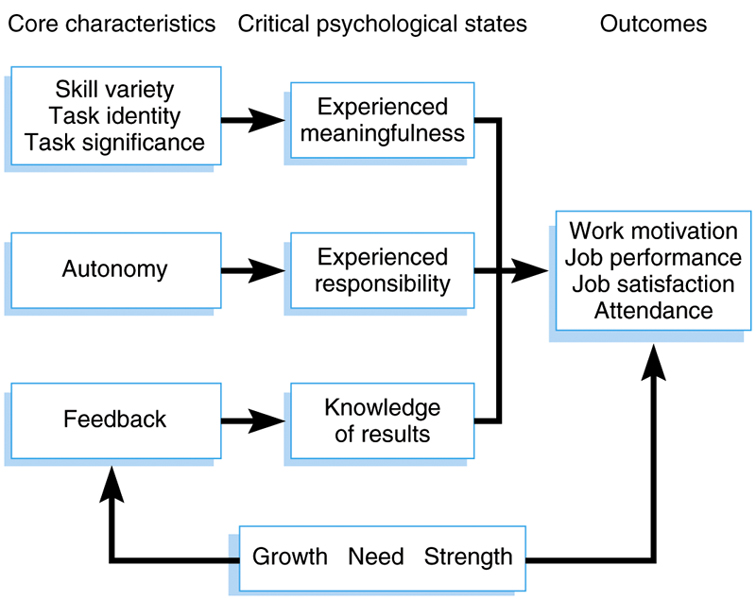 Core characteristics
Critical psychological states
Outcomes
Skill variety
Task identity
Task significance
Experienced
meaningfulness
Autonomy
Experienced
responsibility
Work motivation
Job performance
Job satisfaction
Attendance
Feedback
Knowledge
of results
Growth Need Strength